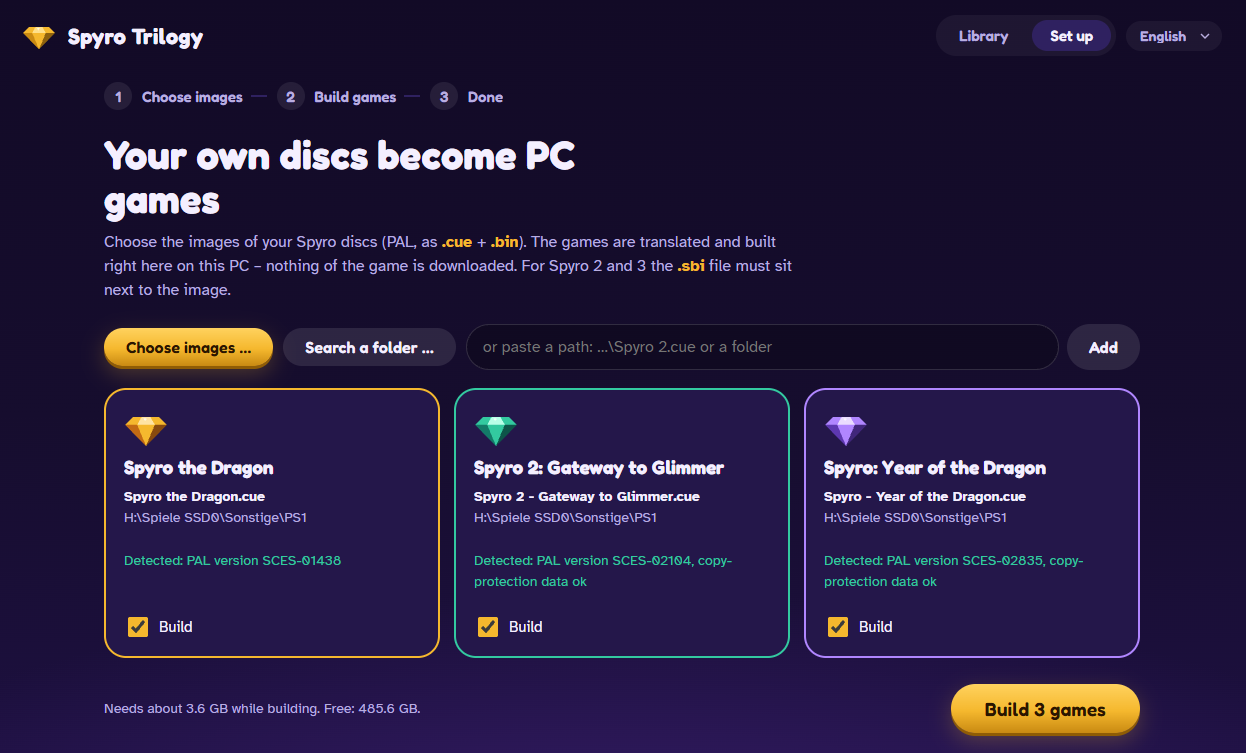 Spyro Trilogy
Library
Set up
English
1 Choose images
2 Build games
3 Done
Your own discs become PC
games
Choose the images of your Spyro discs (PAL, as .cue + .bin). The games are translated and built
right here on this PC – nothing of the game is downloaded. For Spyro 2 and 3 the .sbi file must sit
next to the image.
Choose images ...
Search a folder ...
or paste a path: ...\Spyro 2.cue or a folder
Add
Spyro the Dragon
Spyro the Dragon.cue
H:\Spiele SSD0\Sonstige\PS1
Detected: PAL version SCES-01438
Build
Spyro 2: Gateway to Glimmer
Spyro 2 - Gateway to Glimmer.cue
H:\Spiele SSD0\Sonstige\PS1
Detected: PAL version SCES-02104, copy-
protection data ok
Build
Spyro: Year of the Dragon
Spyro - Year of the Dragon.cue
H:\Spiele SSD0\Sonstige\PS1
Detected: PAL version SCES-02835, copy-
protection data ok
Build
Needs about 3.6 GB while building. Free: 485.6 GB.
Build 3 games